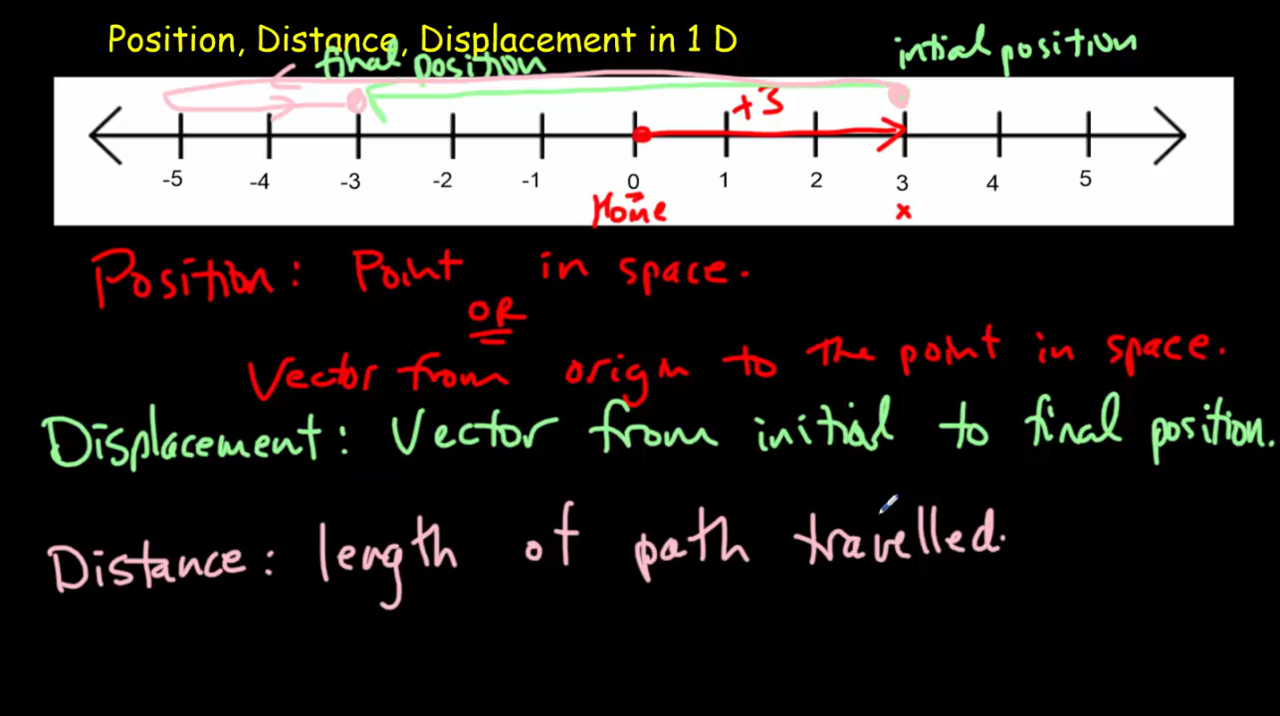 Position, Distance, Displacement in 1 D
intial position
final position
+3
-5 -4 -3 -2 -1 0 1 2 3 4 5
Home x
Position: Point in space.
OR
Vector from origin to the point in space.
Displacement: Vector from initial to final position.
Distance: length of path travelled.